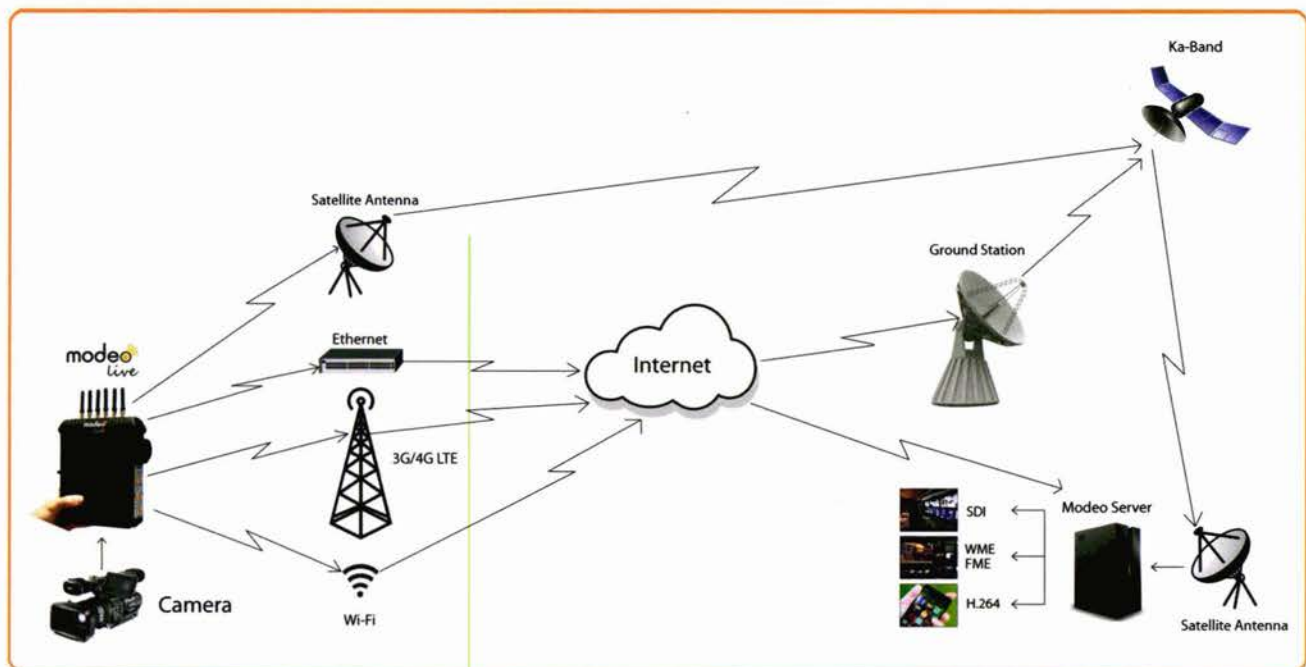 Ka-Band
Satellite Antenna
Ground Station
Ethernet
modeo
live
Internet
modeo
3G/4G LTE
SDI
Modeo Server
WME
FME
H.264
Camera
Wi-Fi
Satellite Antenna